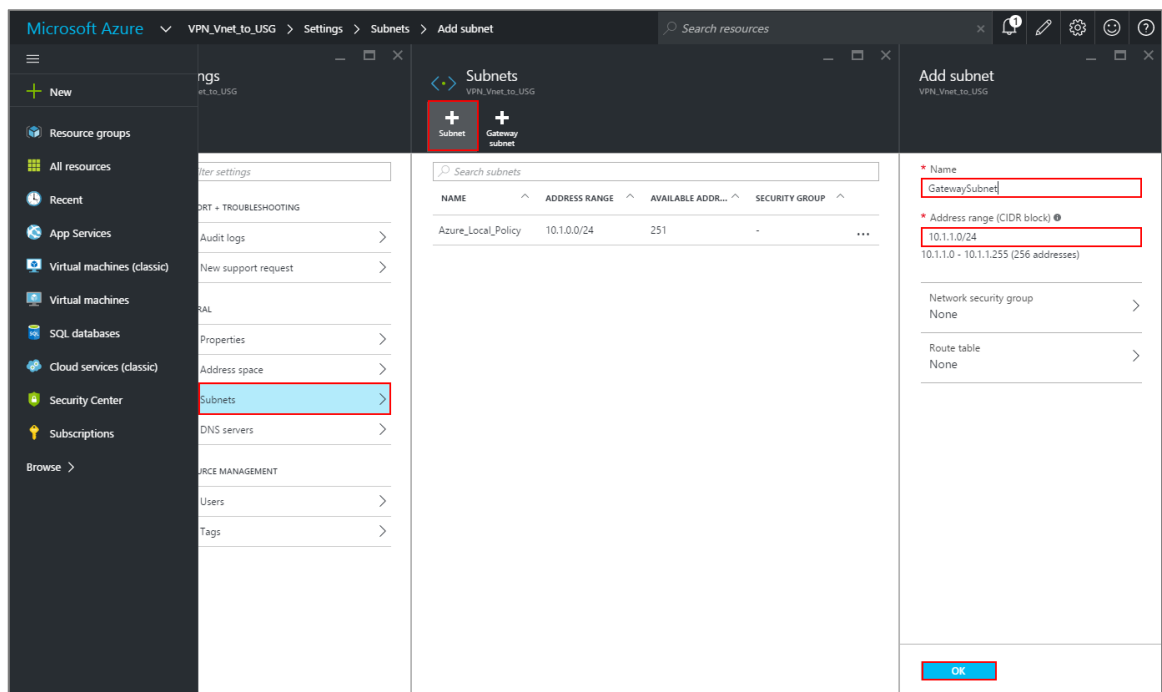 Microsoft Azure VPN_Vnet_to_USG > Settings > Subnets > Add subnet
Search resources
1
New
Resource groups
All resources
Recent
App Services
Virtual machines (classic)
Virtual machines
SQL databases
Cloud services (classic)
Security Center
Subscriptions
Browse >
ngs
et_to_USG
lter settings
ORT + TROUBLESHOOTING
Audit logs
New support request
RAL
Properties
Address space
Subnets
DNS servers
URCE MANAGEMENT
Users
Tags
Subnets
VPN_Vnet_to_USG
Subnet
Gateway
subnet
Search subnets
NAME ADDRESS RANGE AVAILABLE ADDR... SECURITY GROUP
Azure_Local_Policy 10.1.0.0/24 251 - ...
Add subnet
VPN_Vnet_to_USG
* Name
GatewaySubnet
* Address range (CIDR block)
10.1.1.0/24
10.1.1.0 - 10.1.1.255 (256 addresses)
Network security group
None
Route table
None
OK